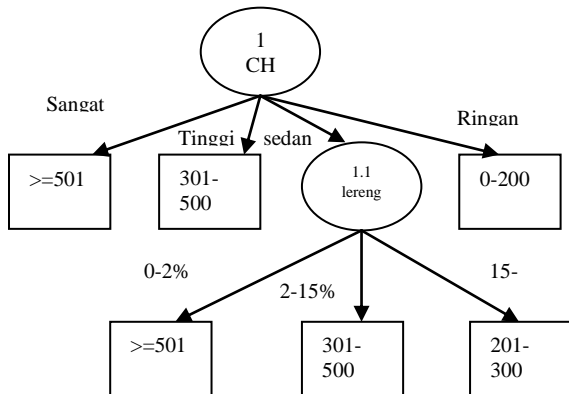 1
CH
Sangat
Tinggi
sedan
Ringan
>=501
301-
500
1.1
lereng
0-200
0-2%
2-15%
15-
>=501
301-
500
201-
300